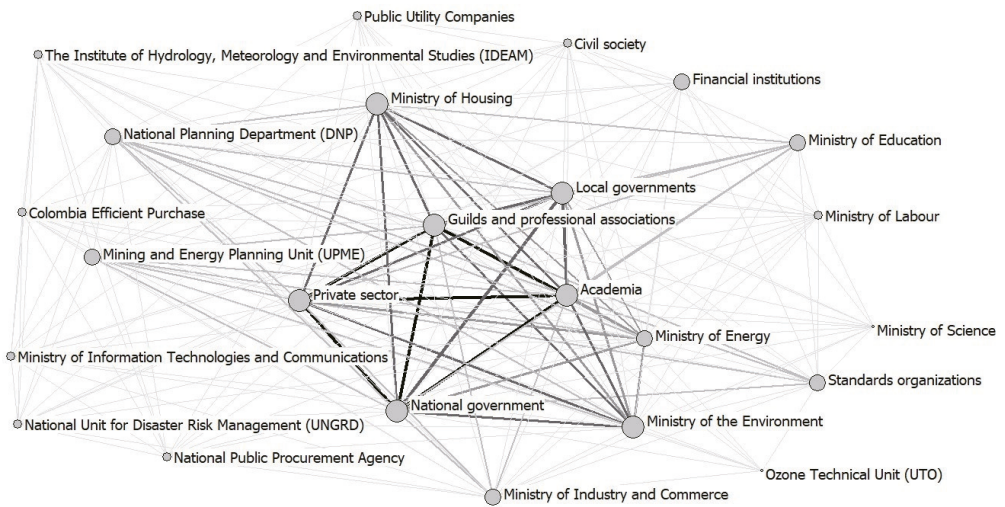 Public Utility Companies
Civil society
The Institute of Hydrology, Meteorology and Environmental Studies (IDEAM)
Financial institutions
Ministry of Housing
National Planning Department (DNP)
Ministry of Education
Local governments
Colombia Efficient Purchase
Guilds and professional associations
Ministry of Labour
Mining and Energy Planning Unit (UPME)
Private sector
Academia
Ministry of Science
Ministry of Energy
Ministry of Information Technologies and Communications
Standards organizations
National government
National Unit for Disaster Risk Management (UNGRD)
Ministry of the Environment
National Public Procurement Agency
Ozone Technical Unit (UTO)
Ministry of Industry and Commerce